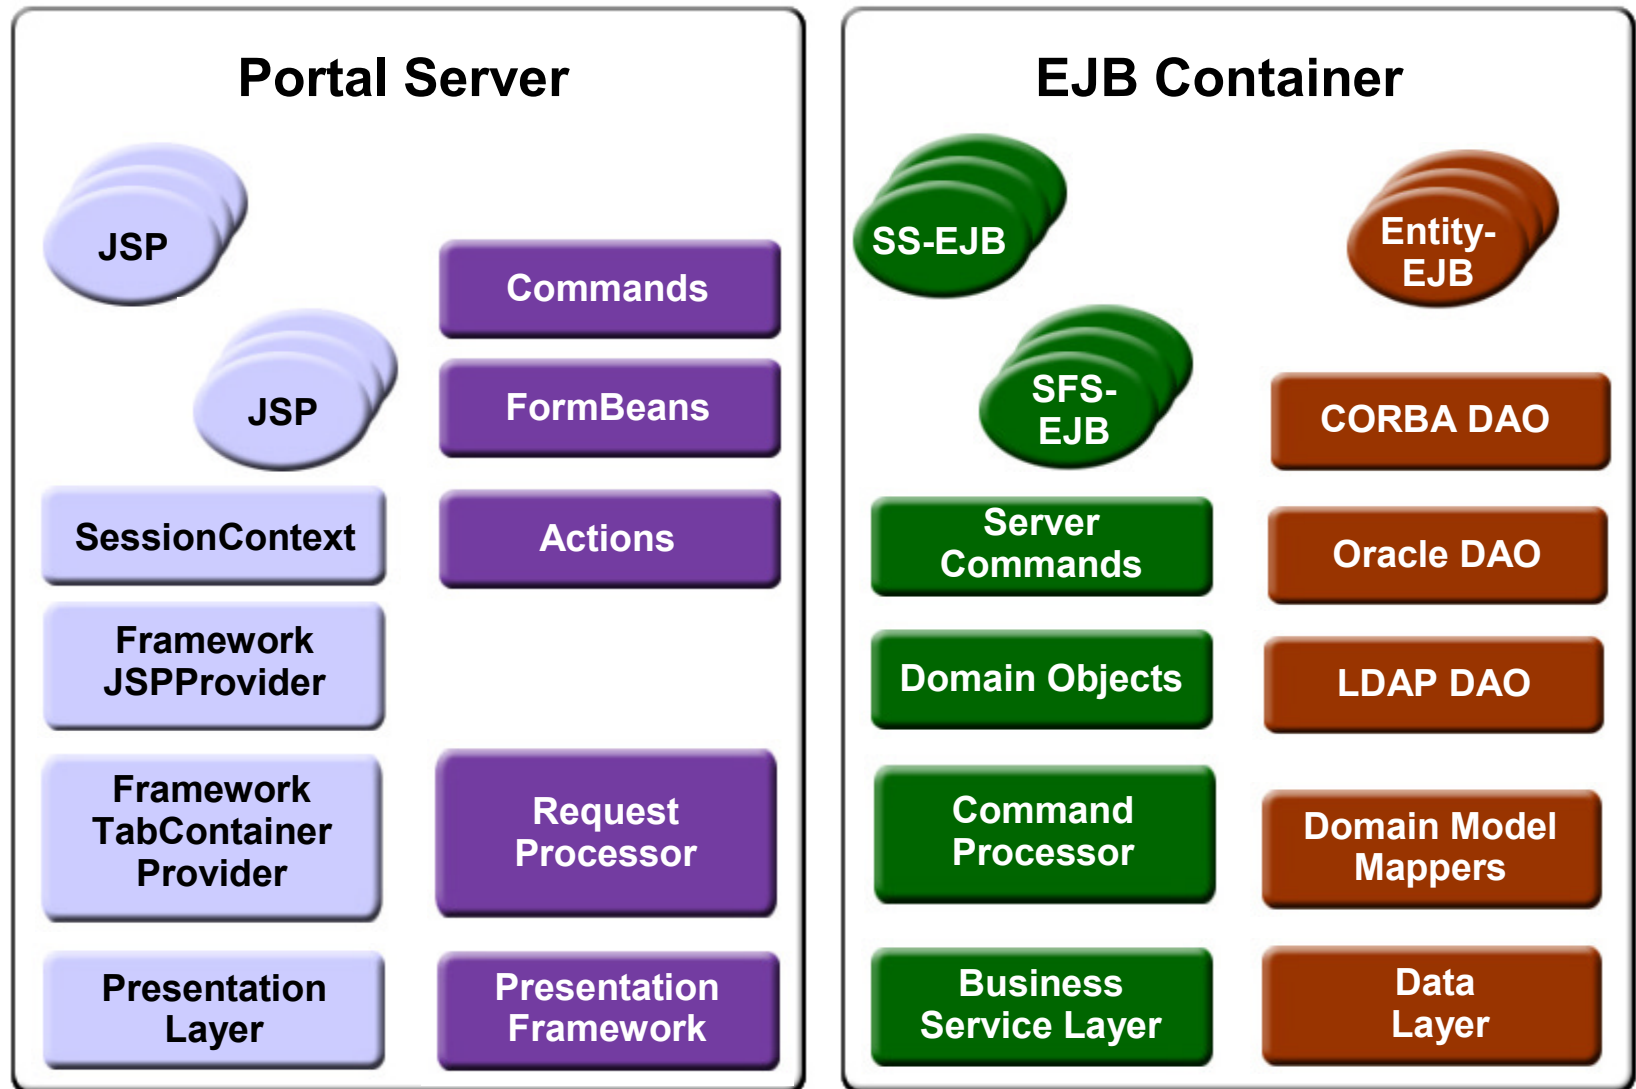 Portal Server
JSP
JSP
SessionContext
Framework
JSPProvider
Framework
TabContainer
Provider
Presentation
Layer
Commands
FormBeans
Actions
Request
Processor
Presentation
Framework
EJB Container
SS-EJB
SFS-
EJB
Server
Commands
Domain Objects
Command
Processor
Business
Service Layer
Entity-
EJB
CORBA DAO
Oracle DAO
LDAP DAO
Domain Model
Mappers
Data
Layer